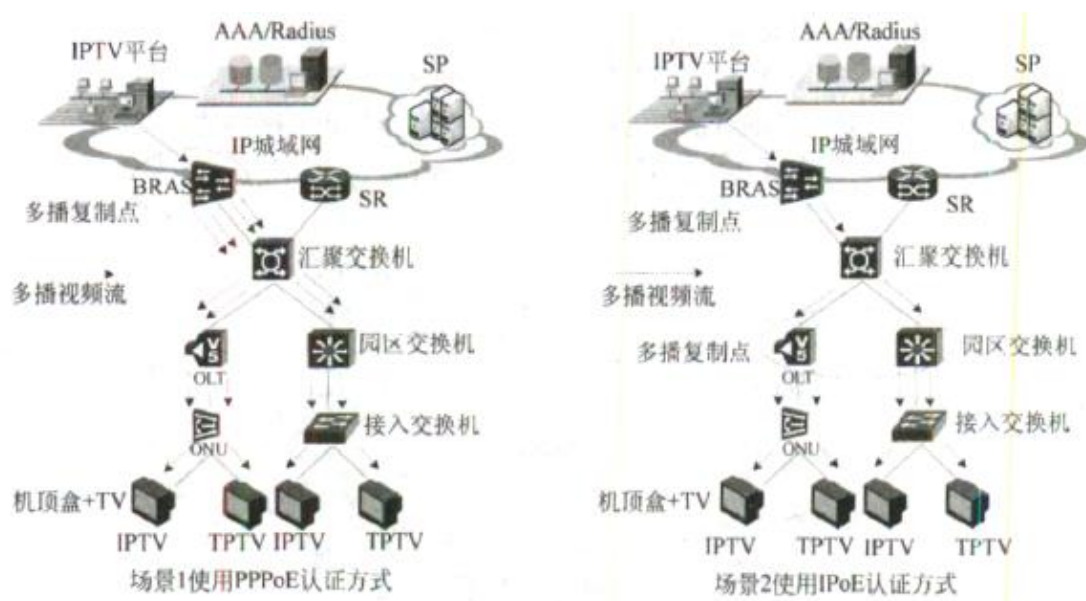 AAA/Radius
IPTV平台
SP
IP城域网
BRAS
SR
多播复制点
汇聚交换机
多播视频流
园区交换机
OLT
接入交换机
ONU
机顶盒+TV
IPTV
TPTV
IPTV
TPTV
场景1使用PPPoE认证方式
AAA/Radius
IPTV平台
SP
IP城域网
BRAS
SR
多播复制点
汇聚交换机
多播视频流
多播复制点
园区交换机
OLT
接入交换机
ONU
机顶盒+TV
IPTV
TPTV
IPTV
TPTV
场景2使用IPoE认证方式